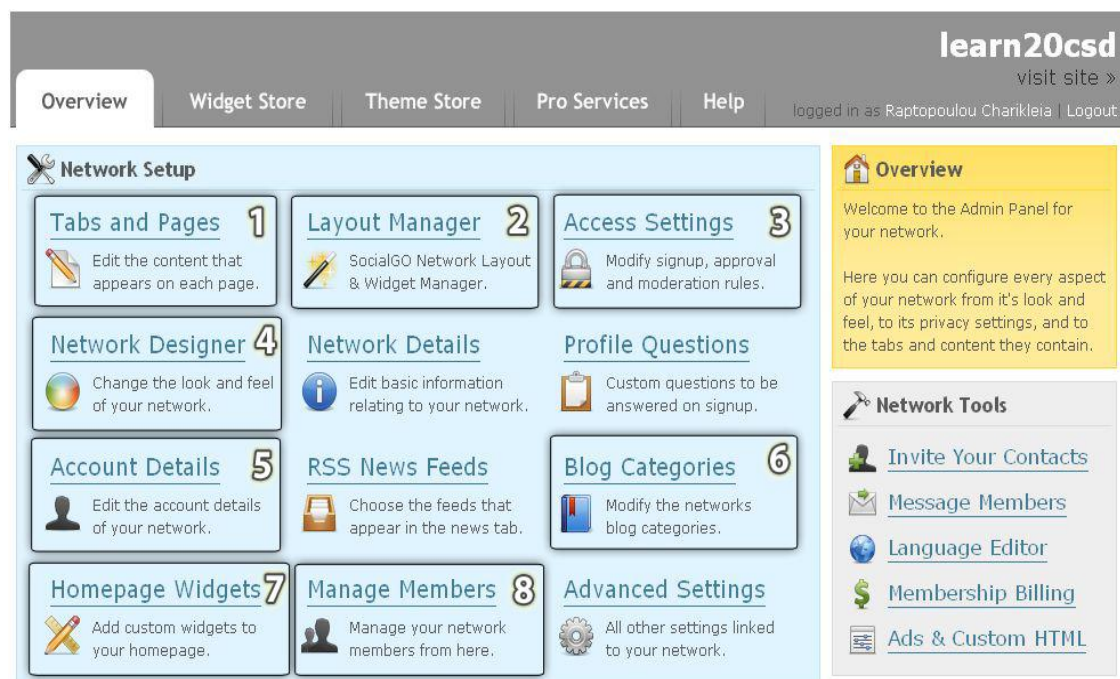 learn20csd
visit site »
Overview
Widget Store
Theme Store
Pro Services
Help
logged in as Raptopoulou Charikleia | Logout
Network Setup
Tabs and Pages 1
Edit the content that
appears on each page.
Layout Manager 2
SocialGO Network Layout
& Widget Manager.
Access Settings 3
Modify signup, approval
and moderation rules.
Network Designer 4
Change the look and feel
of your network.
Network Details
Edit basic information
relating to your network.
Profile Questions
Custom questions to be
answered on signup.
Account Details 5
Edit the account details
of your network.
RSS News Feeds
Choose the feeds that
appear in the news tab.
Blog Categories 6
Modify the networks
blog categories.
Homepage Widgets 7
Add custom widgets to
your homepage.
Manage Members 8
Manage your network
members from here.
Advanced Settings
All other settings linked
to your network.
Overview
Welcome to the Admin Panel for
your network.
Here you can configure every aspect
of your network from it's look and
feel, to its privacy settings, and to
the tabs and content they contain.
Network Tools
Invite Your Contacts
Message Members
Language Editor
Membership Billing
Ads & Custom HTML